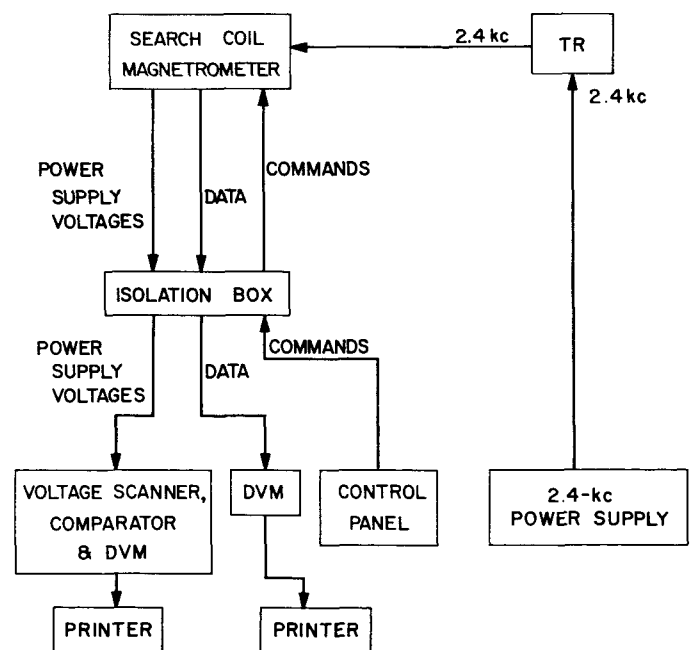 SEARCH COIL
MAGNETROMETER
2.4 kc
TR
2.4 kc
POWER
SUPPLY
VOLTAGES
DATA
COMMANDS
ISOLATION BOX
POWER
SUPPLY
VOLTAGES
DATA
COMMANDS
VOLTAGE SCANNER,
COMPARATOR
& DVM
DVM
CONTROL
PANEL
2.4-kc
POWER SUPPLY
PRINTER
PRINTER